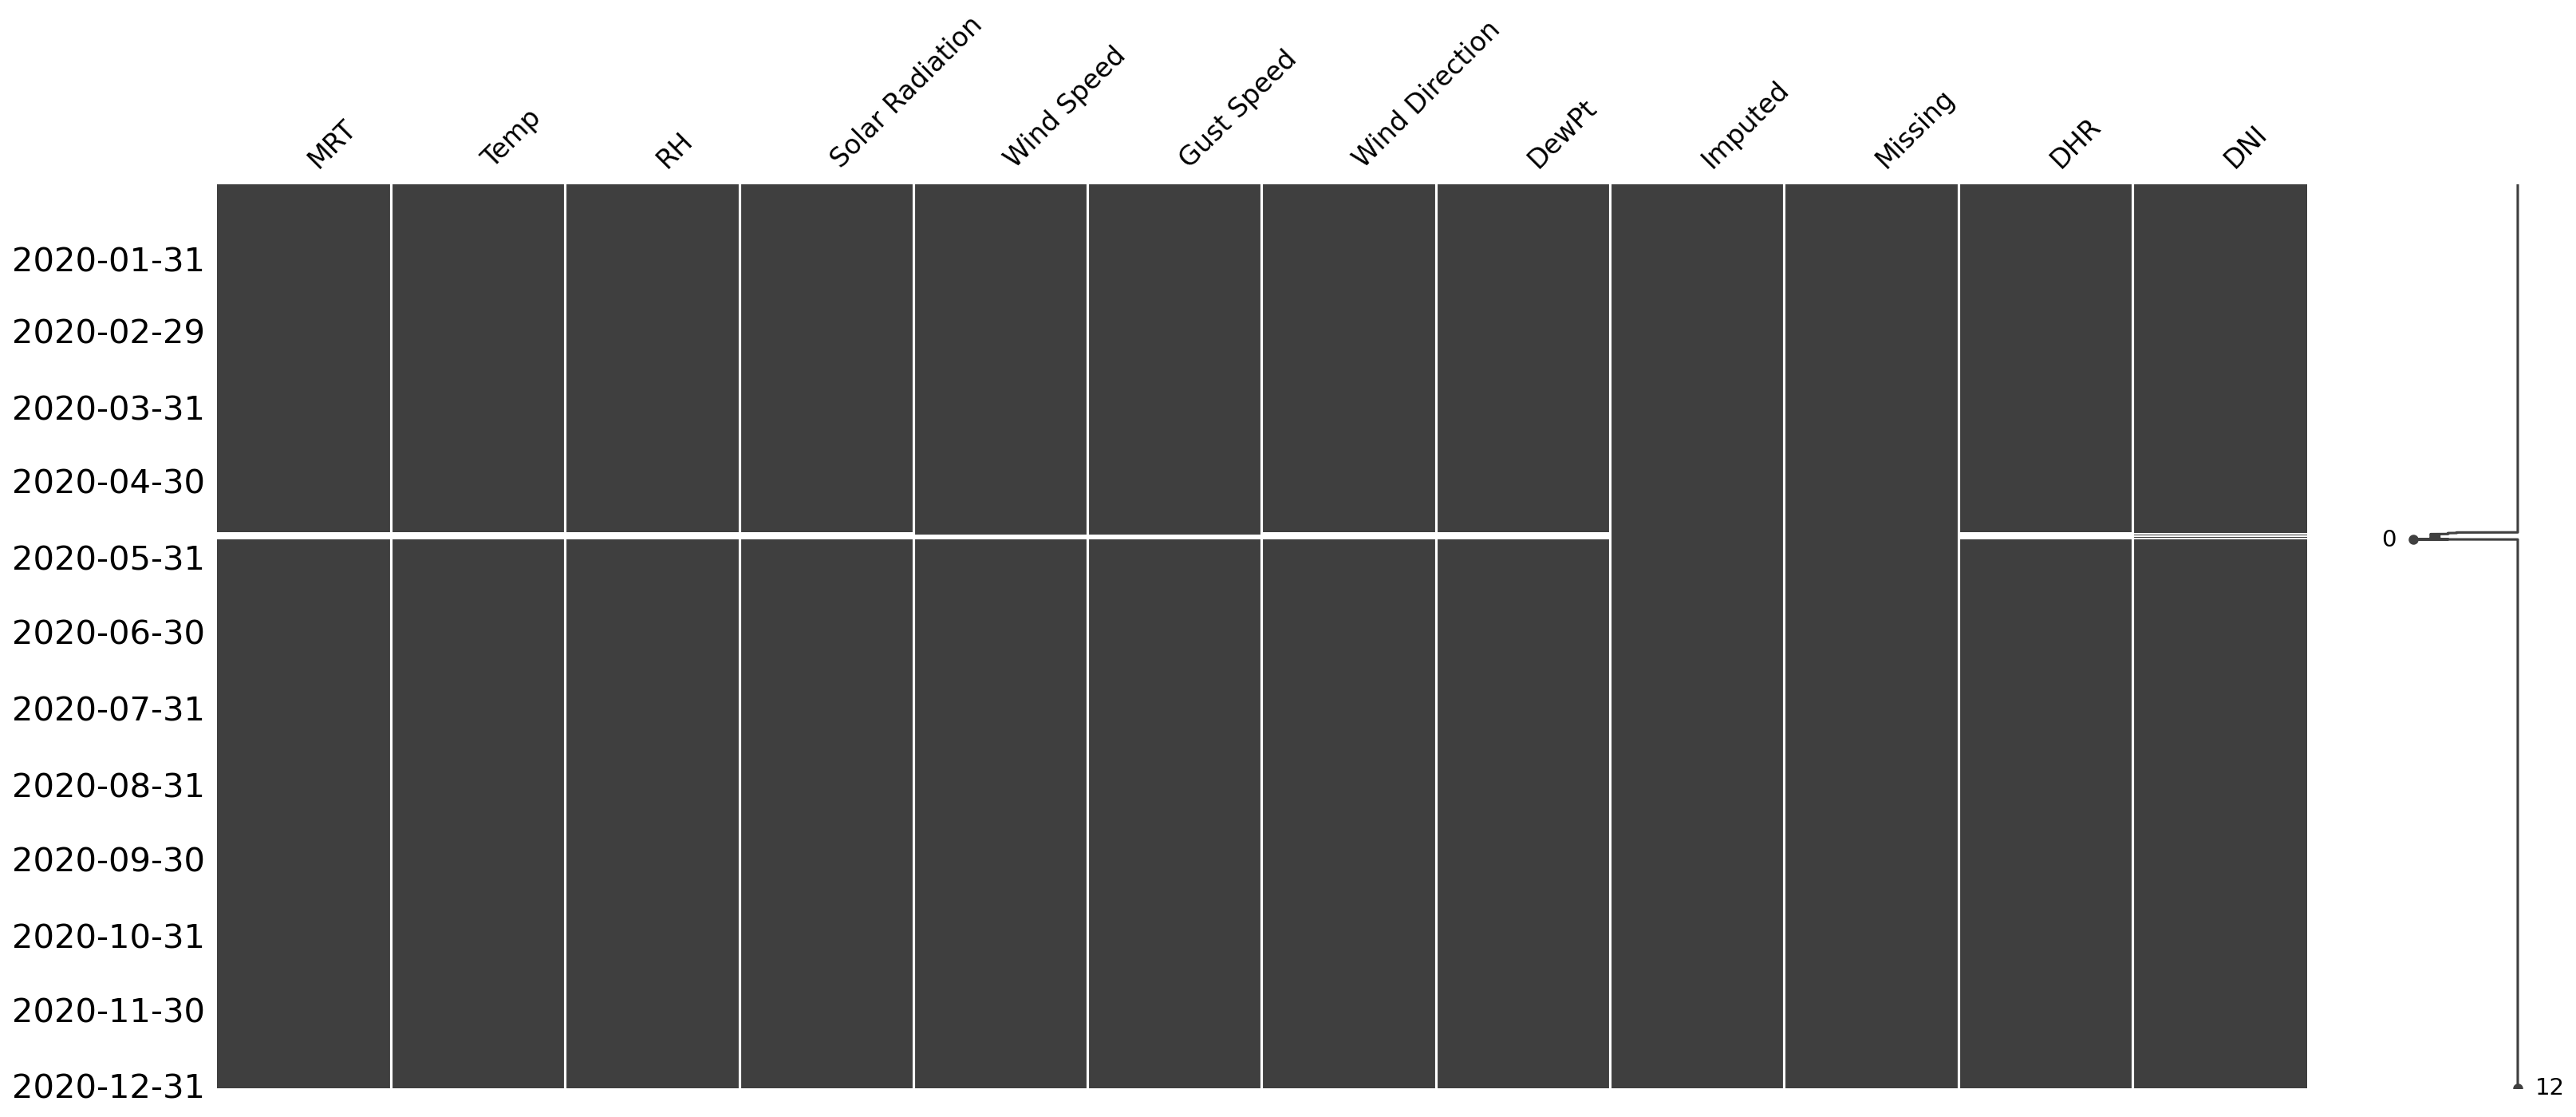 MRT
Temp
RH
Solar Radiation
Wind Speed
Gust Speed
Wind Direction
DewPt
Imputed
Missing
DHR
DNI
2020-01-31
2020-02-29
2020-03-31
2020-04-30
0
2020-05-31
2020-06-30
2020-07-31
2020-08-31
2020-09-30
2020-10-31
2020-11-30
2020-12-31
12